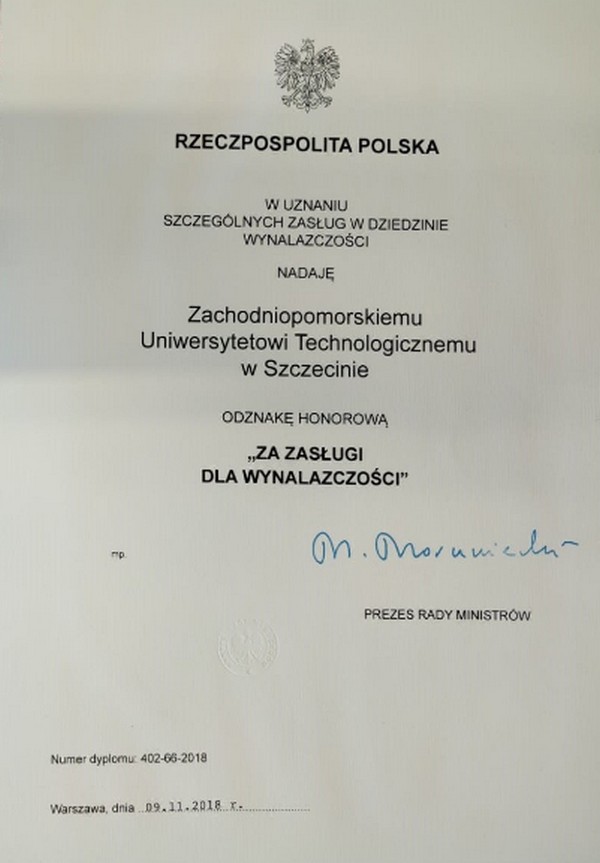 RZECZPOSPOLITA POLSKA
W UZNANIU
SZCZEGÓLNYCH ZASŁUG W DZIEDZINIE
WYNALAZCZOŚCI
NADAJĘ
Zachodniopomorskiemu
Uniwersytetowi Technologicznemu
w Szczecinie
ODZNAKĘ HONOROWĄ
„ZA ZASŁUGI
DLA WYNALAZCZOŚCI”
M. Morawiecki
mp.
PREZES RADY MINISTRÓW
Numer dyplomu: 402-66-2018
Warszawa, dnia 09.11.2018 r.